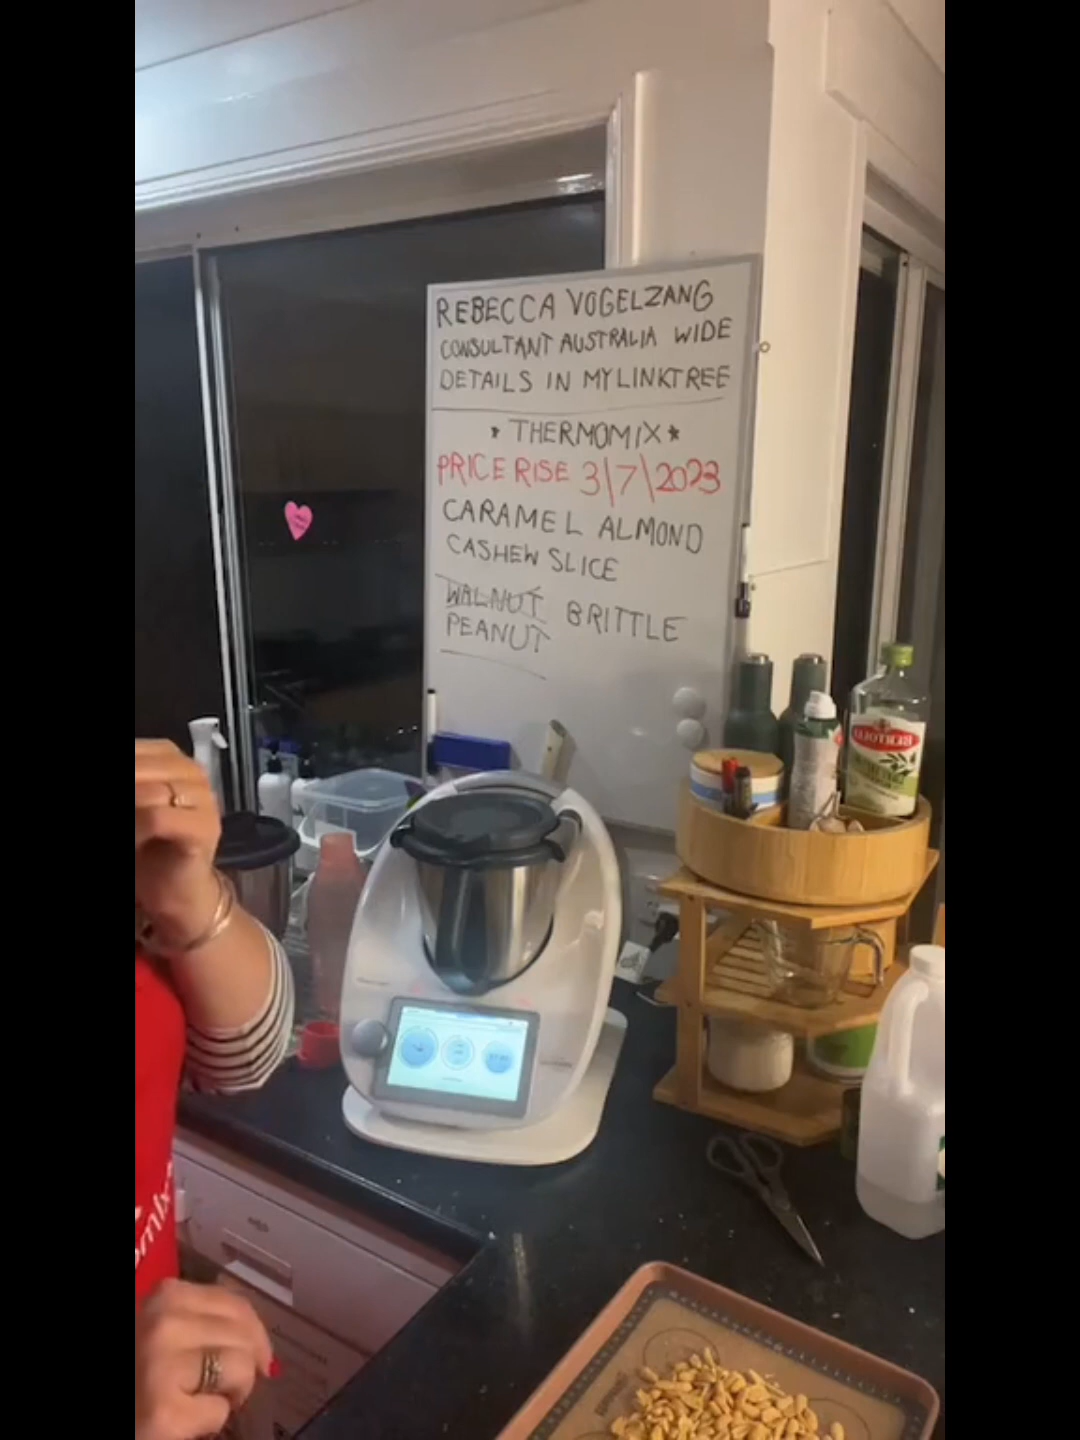 REBECCA VOGELZANG
CONSULTANT AUSTRALIA WIDE
DETAILS IN MY LINKTREE
* THERMOMIX *
PRICE RISE 3/7/2023
CARAMEL ALMOND
CASHEW SLICE
WALNUT BRITTLE
PEANUT
BERTOLLI